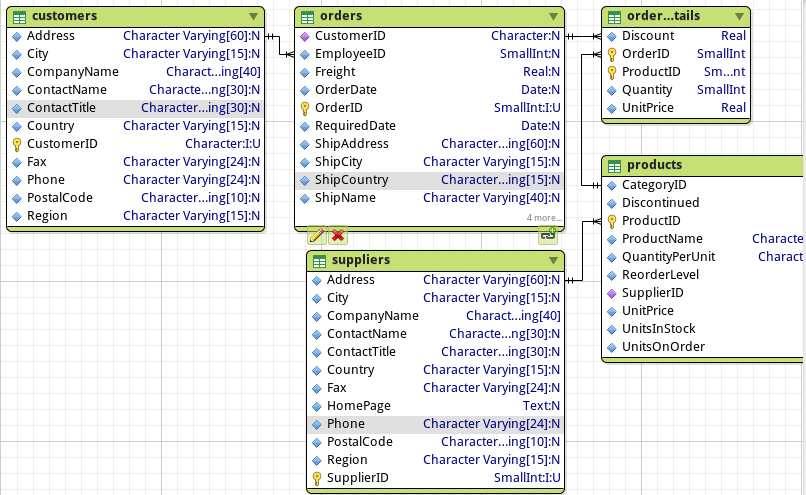 customers
Address Character Varying[60]:N
City Character Varying[15]:N
CompanyName Charact...ing[40]
ContactName Characte...ng[30]:N
ContactTitle Character...ing[30]:N
Country Character Varying[15]:N
CustomerID Character:I:U
Fax Character Varying[24]:N
Phone Character Varying[24]:N
PostalCode Character...ing[10]:N
Region Character Varying[15]:N
orders
CustomerID Character:N
EmployeeID SmallInt:N
Freight Real:N
OrderDate Date:N
OrderID SmallInt:I:U
RequiredDate Date:N
ShipAddress Character...ing[60]:N
ShipCity Character Varying[15]:N
ShipCountry Character...ing[15]:N
ShipName Character Varying[40]:N
4 more...
order...tails
Discount Real
OrderID SmallInt
ProductID Sm...nt
Quantity SmallInt
UnitPrice Real
products
CategoryID
Discontinued
ProductID
ProductName Characte
QuantityPerUnit Charact
ReorderLevel
SupplierID
UnitPrice
UnitsInStock
UnitsOnOrder
suppliers
Address Character Varying[60]:N
City Character Varying[15]:N
CompanyName Charact...ing[40]
ContactName Characte...ng[30]:N
ContactTitle Character...ing[30]:N
Country Character Varying[15]:N
Fax Character Varying[24]:N
HomePage Text:N
Phone Character Varying[24]:N
PostalCode Character...ing[10]:N
Region Character Varying[15]:N
SupplierID SmallInt:I:U